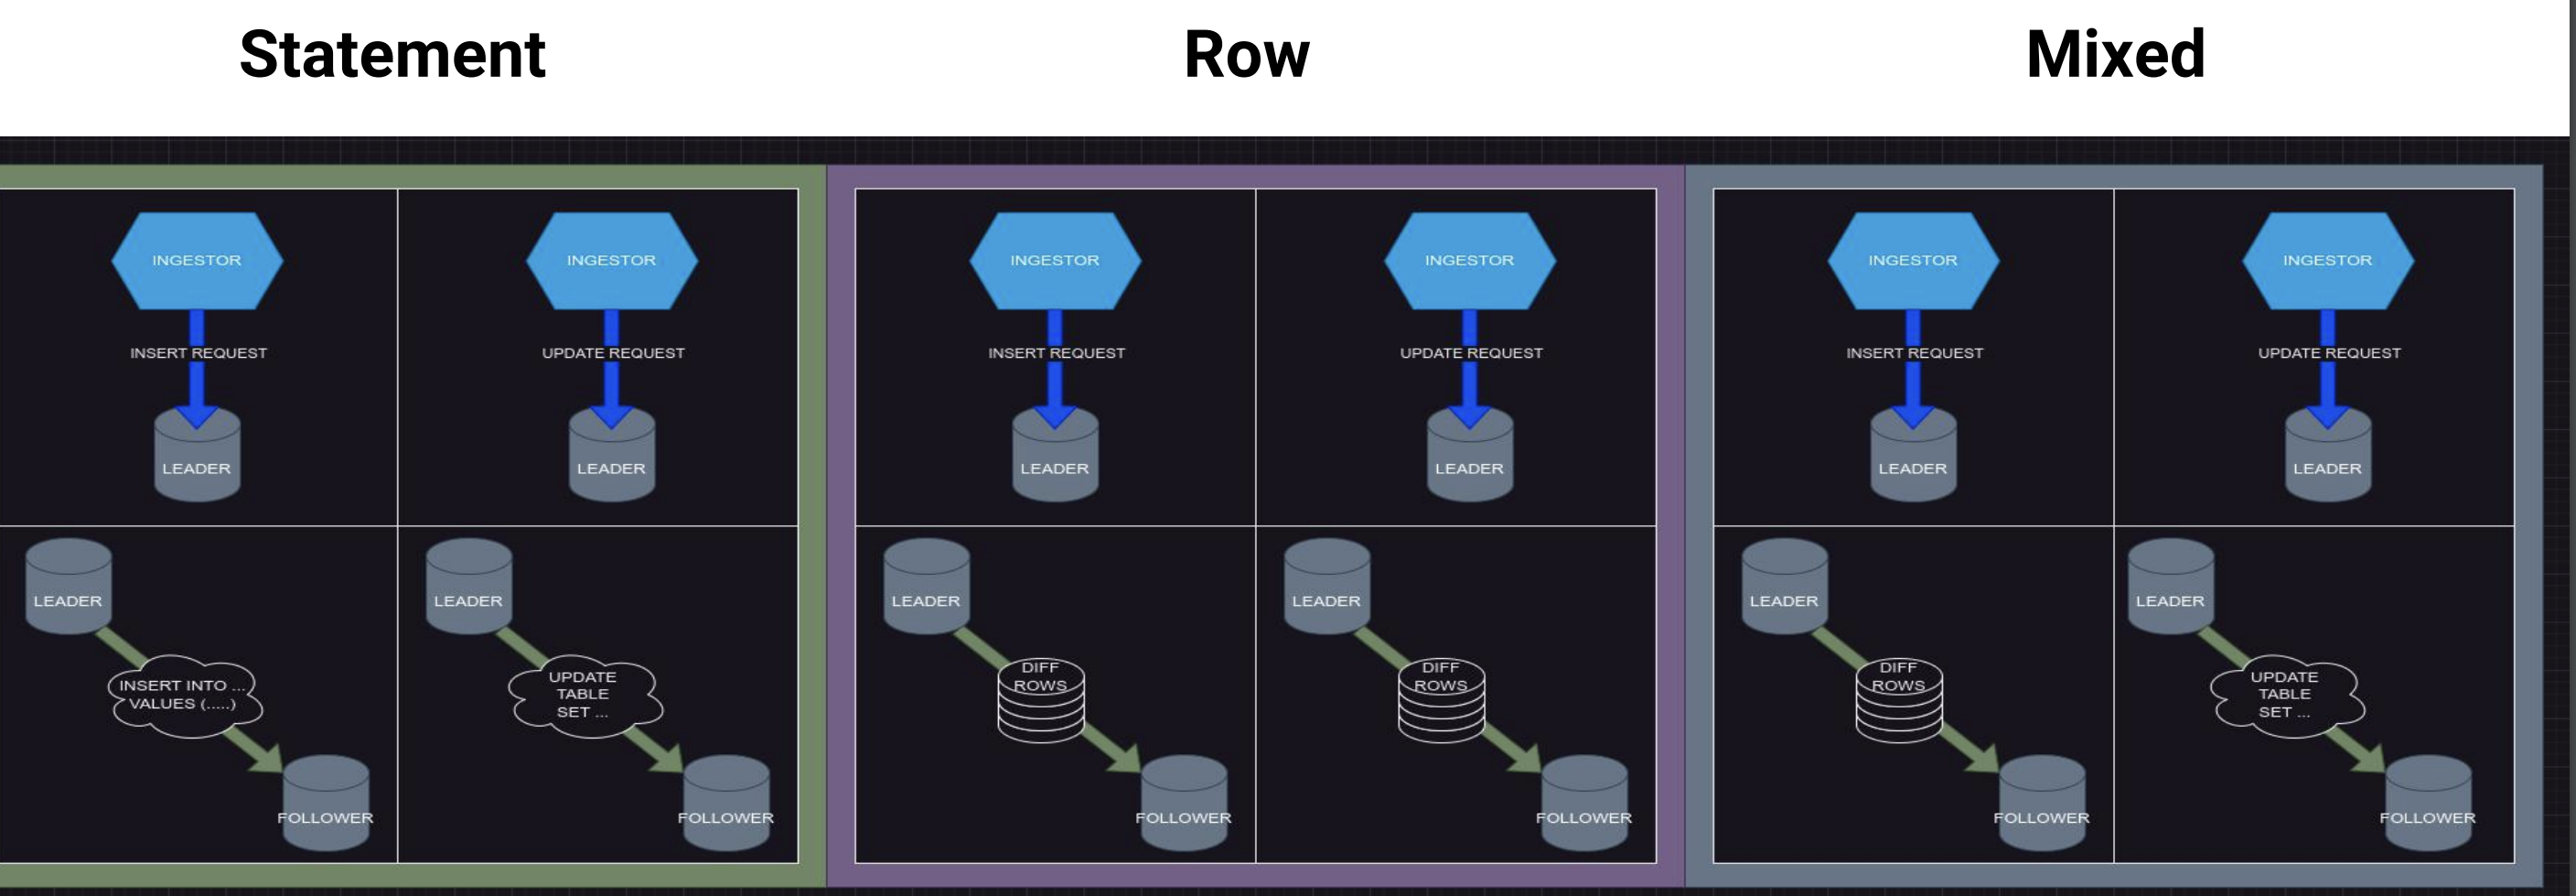 Statement
Row
Mixed
INGESTOR
INGESTOR
INGESTOR
INGESTOR
INGESTOR
INGESTOR
INSERT REQUEST
UPDATE REQUEST
INSERT REQUEST
UPDATE REQUEST
INSERT REQUEST
UPDATE REQUEST
LEADER
LEADER
LEADER
LEADER
LEADER
LEADER
LEADER
INSERT INTO ...
VALUES (.....)
FOLLOWER
LEADER
UPDATE
TABLE
SET ...
FOLLOWER
LEADER
DIFF
ROWS
FOLLOWER
LEADER
DIFF
ROWS
FOLLOWER
LEADER
DIFF
ROWS
FOLLOWER
LEADER
UPDATE
TABLE
SET ...
FOLLOWER